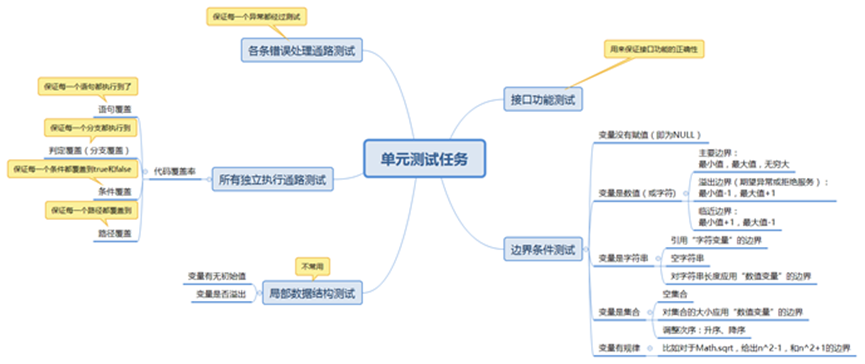 单元测试任务
用来保证接口功能的正确性
接口功能测试
边界条件测试
变量没有赋值（即为NULL）
变量是数值（或字符)
主要边界：
最小值，最大值，无穷大
溢出边界（期望异常或拒绝服务）：
最小值-1，最大值+1
临近边界：
最小值+1，最大值-1
变量是字符串
引用“字符变量”的边界
空字符串
对字符串长度应用“数值变量”的边界
变量是集合
空集合
对集合的大小应用“数值变量”的边界
调整次序：升序、降序
变量有规律
比如对于Math.sqrt，给出n^2-1，和n^2+1的边界
保证每一个异常都经过测试
各条错误处理通路测试
所有独立执行通路测试
代码覆盖率
保证每一个语句都执行到了
语句覆盖
保证每一个分支都执行到
判定覆盖（分支覆盖）
保证每一个条件都覆盖到true和false
条件覆盖
保证每一个路径都覆盖到
路径覆盖
不常用
局部数据结构测试
变量有无初始值
变量是否溢出